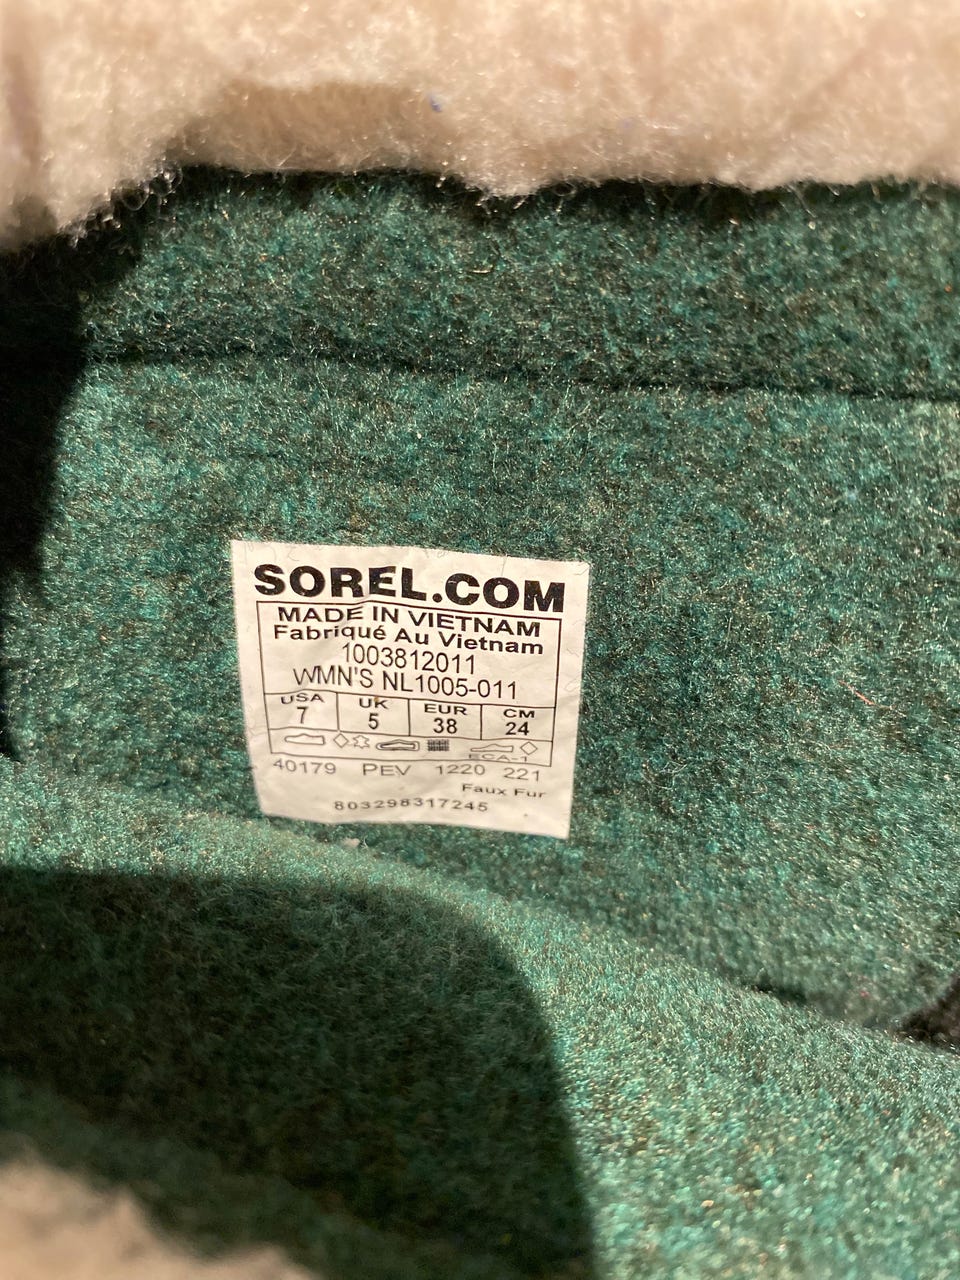 SOREL.COM
MADE IN VIETNAM
Fabriqué Au Vietnam
1003812011
WMN'S NL1005-011
USA UK EUR CM
7 5 38 24
ECA-1
40179 PEV 1220 221
Faux Fur
803298317245